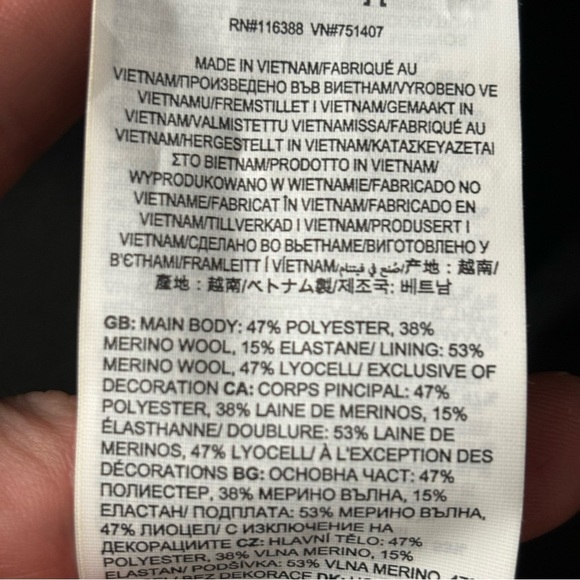 RN#116388 VN#751407
MADE IN VIETNAM/FABRIQUÉ AU
VIETNAM/ПРОИЗВЕДЕНО ВЪВ ВИЕТНАМ/VYROBENO VE
VIETNAMU/FREMSTILLET I VIETNAM/GEMAAKT IN
VIETNAM/VALMISTETTU VIETNAMISSA/FABRIQUÉ AU
VIETNAM/HERGESTELLT IN VIETNAM/ΚΑΤΑΣΚΕΥΑΖΕΤΑΙ
ΣΤΟ ΒΙΕΤΝΑΜ/PRODOTTO IN VIETNAM/
WYPRODUKOWANO W WIETNAMIE/FABRICADO NO
VIETNAME/FABRICAT ÎN VIETNAM/FABRICADO EN
VIETNAM/TILLVERKAD I VIETNAM/PRODUSERT I
VIETNAM/СДЕЛАНО ВО ВЬЕТНАМЕ/ВИГОТОВЛЕНО У
В'ЄТНАМІ/FRAMLEITT Í VÍETNAM/صُنع في فيتنام/产地：越南/
產地：越南/ベトナム製/제조국: 베트남
GB: MAIN BODY: 47% POLYESTER, 38%
MERINO WOOL, 15% ELASTANE/ LINING: 53%
MERINO WOOL, 47% LYOCELL/ EXCLUSIVE OF
DECORATION CA: CORPS PINCIPAL: 47%
POLYESTER, 38% LAINE DE MERINOS, 15%
ÉLASTHANNE/ DOUBLURE: 53% LAINE DE
MERINOS, 47% LYOCELL/ À L'EXCEPTION DES
DÉCORATIONS BG: ОСНОВНА ЧАСТ: 47%
ПОЛИЕСТЕР, 38% МЕРИНО ВЪЛНА, 15%
ЕЛАСТАН/ ПОДПЛАТА: 53% МЕРИНО ВЪЛНА,
47% ЛИОЦЕЛ/ С ИЗКЛЮЧЕНИЕ НА
ДЕКОРАЦИИТЕ CZ: HLAVNÍ TĚLO: 47%
POLYESTER, 38% VLNA MERINO, 15%
ELASTAN/ PODŠÍVKA: 53% VLNA MERINO, 47%